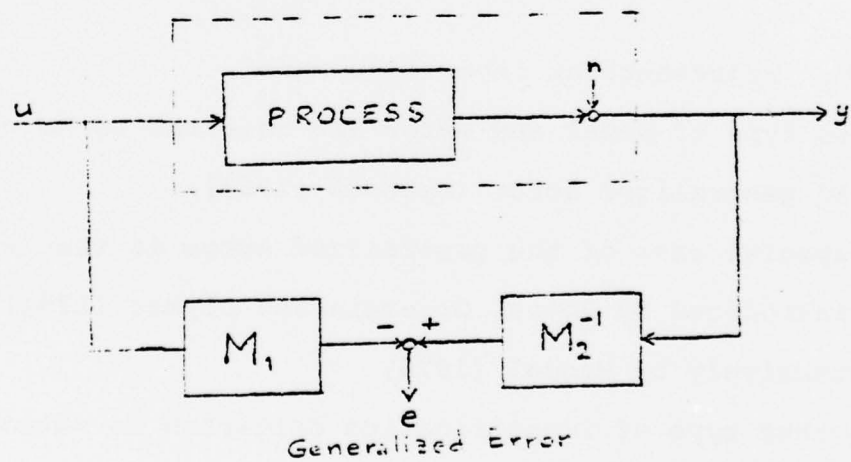 n
u
PROCESS
y
M₁
- +
M₂⁻¹
e
Generalized Error